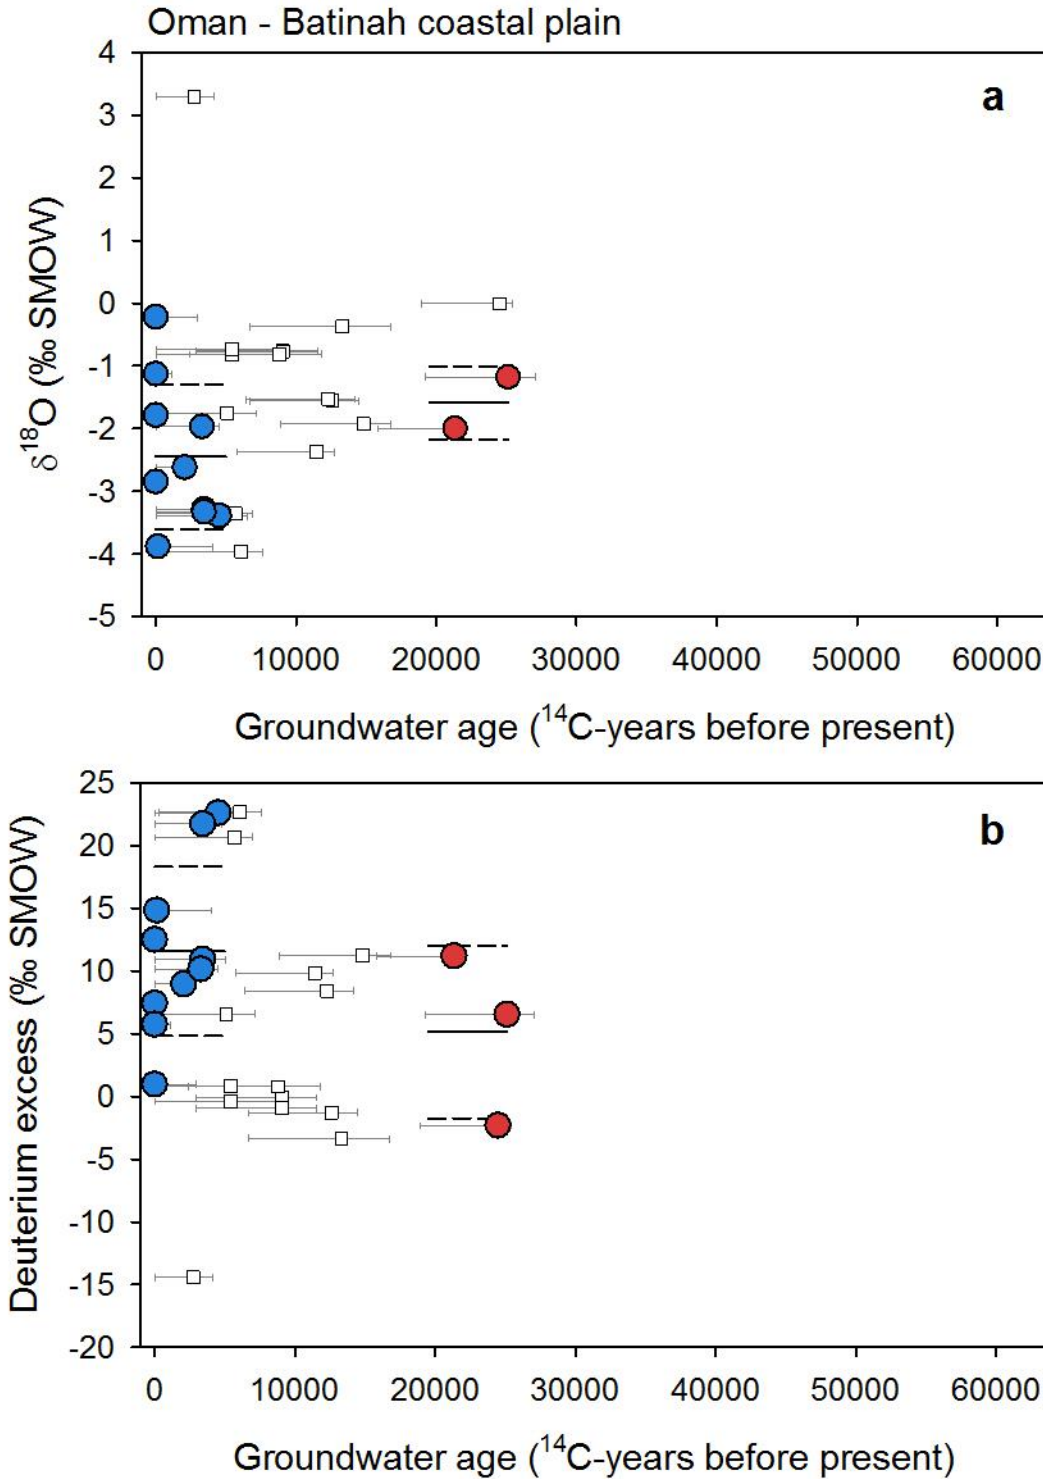 Oman - Batinah coastal plain
a
4
3
2
1
0
-1
-2
-3
-4
-5
δ18O (‰ SMOW)
0 10000 20000 30000 40000 50000 60000
Groundwater age (14C-years before present)
b
25
20
15
10
5
0
-5
-10
-15
-20
Deuterium excess (‰ SMOW)
0 10000 20000 30000 40000 50000 60000
Groundwater age (14C-years before present)